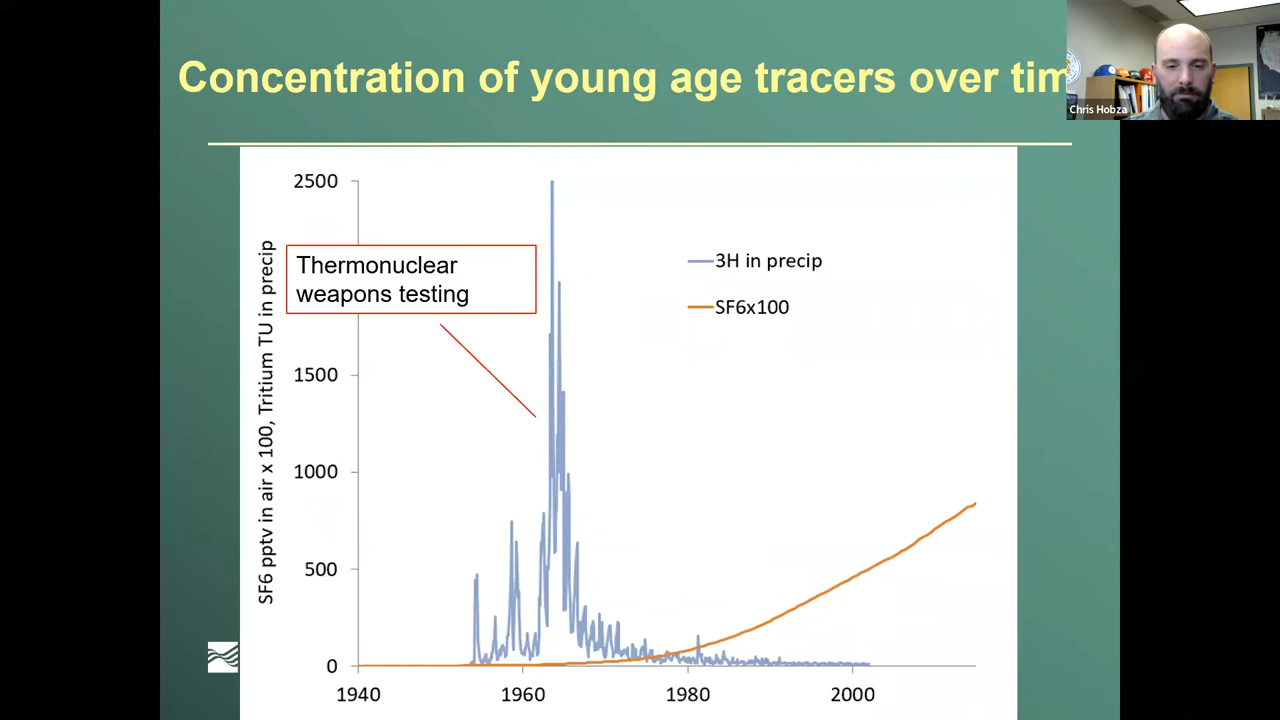 Concentration of young age tracers over tim
Chris Hobza
2500
1500
1000
500
0
SF6 pptv in air x 100, Tritium TU in precip
Thermonuclear
weapons testing
3H in precip
SF6x100
1940
1960
1980
2000